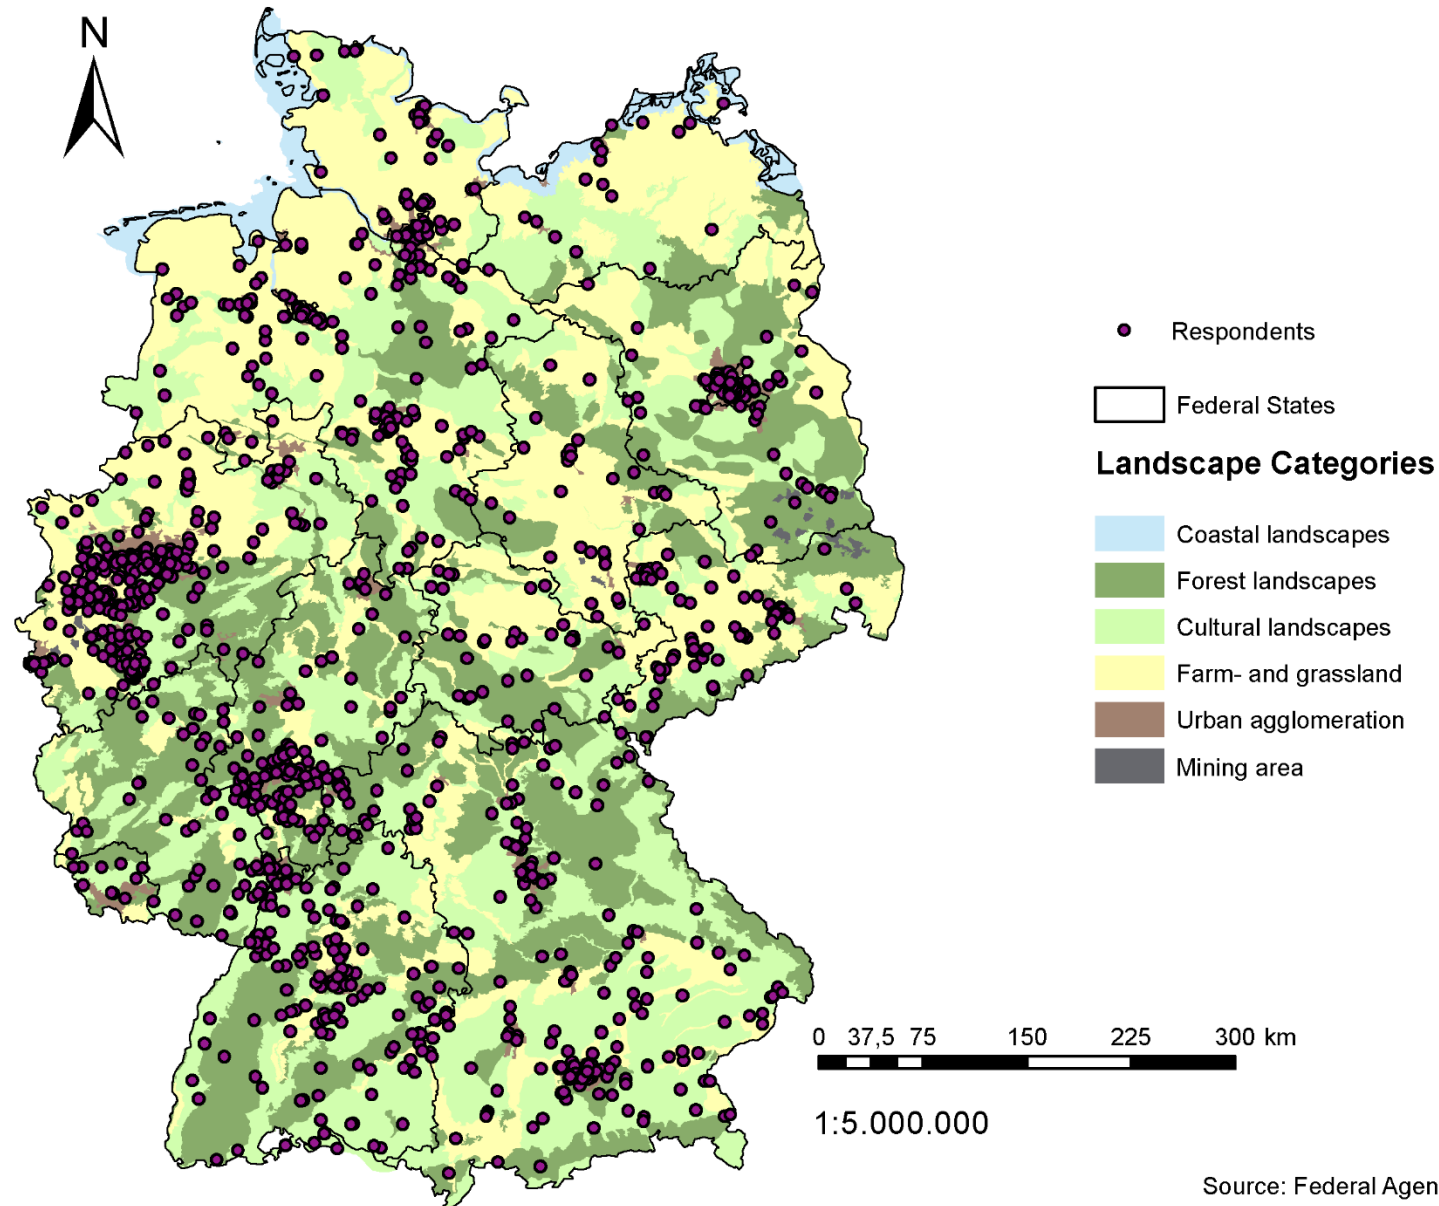 N
Respondents
Federal States
Landscape Categories
Coastal landscapes
Forest landscapes
Cultural landscapes
Farm- and grassland
Urban agglomeration
Mining area
0 37,5 75 150 225 300 km
1:5.000.000
Source: Federal Agen